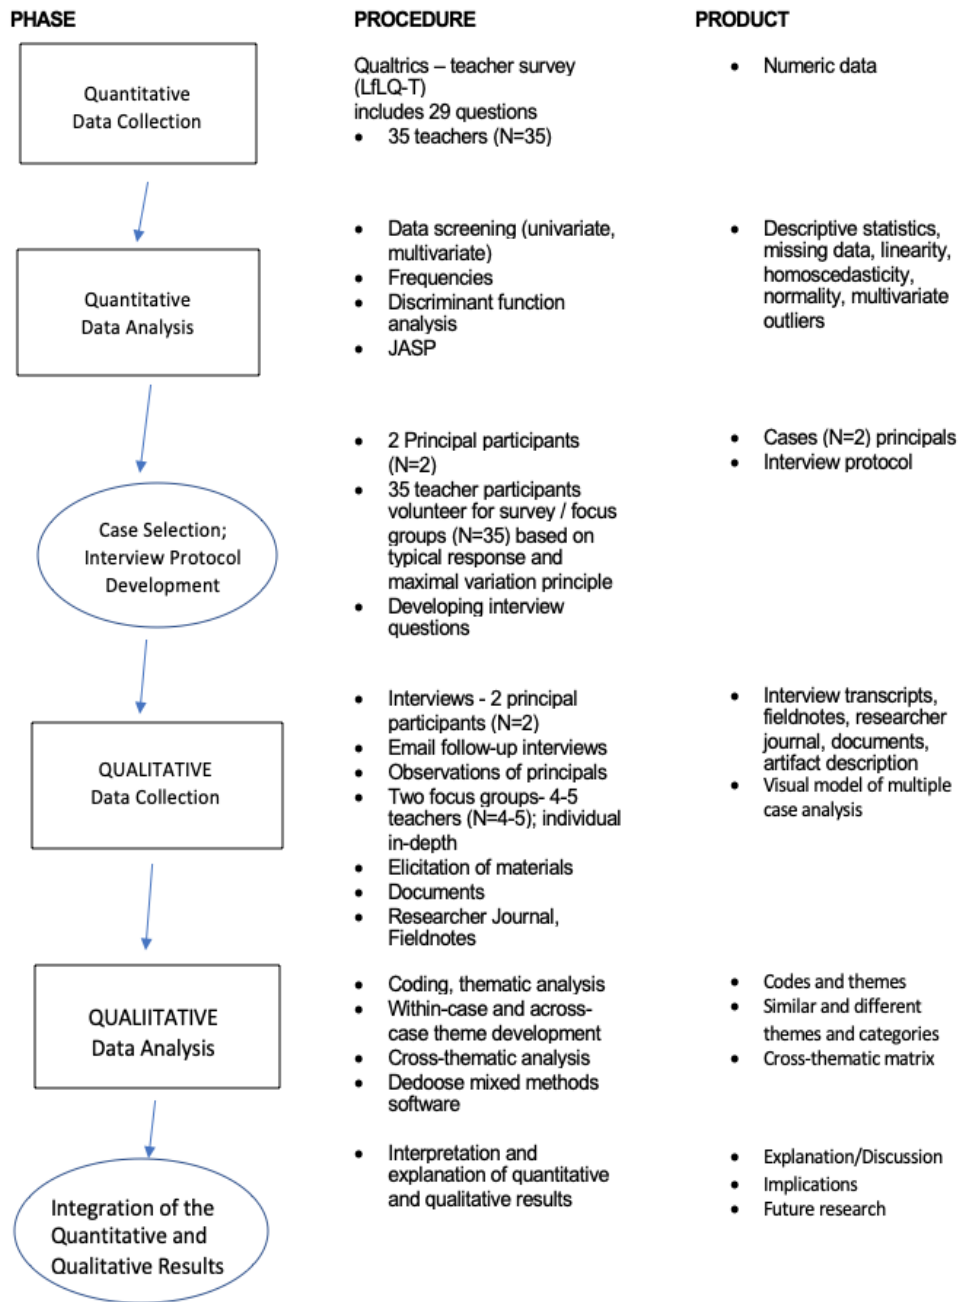 PHASE
PROCEDURE
PRODUCT
Quantitative
Data Collection
Qualtrics – teacher survey
(LfLQ-T)
includes 29 questions
• 35 teachers (N=35)
• Numeric data
Quantitative
Data Analysis
• Data screening (univariate,
multivariate)
• Frequencies
• Discriminant function
analysis
• JASP
• Descriptive statistics,
missing data, linearity,
homoscedasticity,
normality, multivariate
outliers
Case Selection;
Interview Protocol
Development
• 2 Principal participants
(N=2)
• 35 teacher participants
volunteer for survey / focus
groups (N=35) based on
typical response and
maximal variation principle
• Developing interview
questions
• Cases (N=2) principals
• Interview protocol
QUALITATIVE
Data Collection
• Interviews - 2 principal
participants (N=2)
• Email follow-up interviews
• Observations of principals
• Two focus groups- 4-5
teachers (N=4-5); individual
in-depth
• Elicitation of materials
• Documents
• Researcher Journal,
Fieldnotes
• Interview transcripts,
fieldnotes, researcher
journal, documents,
artifact description
• Visual model of multiple
case analysis
QUALIITATIVE
Data Analysis
• Coding, thematic analysis
• Within-case and across-
case theme development
• Cross-thematic analysis
• Dedoose mixed methods
software
• Codes and themes
• Similar and different
themes and categories
• Cross-thematic matrix
Integration of the
Quantitative and
Qualitative Results
• Interpretation and
explanation of quantitative
and qualitative results
• Explanation/Discussion
• Implications
• Future research